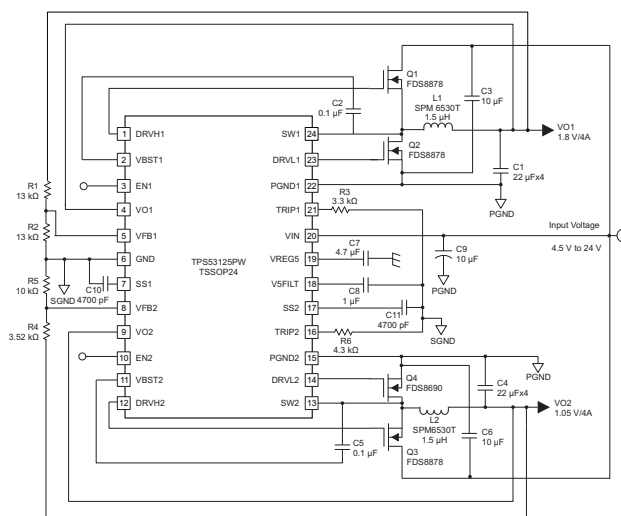 Q1
FDS8878
C3
10 µF
L1
SPM 6530T
1.5 µH
C2
0.1 µF
VO1
1.8 V/4A
Q2
FDS8878
C1
22 µFx4
PGND
1 DRVH1
2 VBST1
3 EN1
4 VO1
5 VFB1
6 GND
7 SS1
8 VFB2
9 VO2
10 EN2
11 VBST2
12 DRVH2
TPS53125PW
TSSOP24
SW1 24
DRVL1 23
PGND1 22
TRIP1 21
VIN 20
VREG5 19
V5FILT 18
SS2 17
TRIP2 16
PGND2 15
DRVL2 14
SW2 13
R1
13 kΩ
R2
13 kΩ
R5
10 kΩ
R4
3.52 kΩ
SGND
C10
4700 pF
R3
3.3 kΩ
Input Voltage
4.5 V to 24 V
C7
4.7 µF
C9
10 µF
PGND
C8
1 µF
C11
4700 pF
SGND
R6
4.3 kΩ
PGND
Q4
FDS8690
C4
22 µFx4
VO2
1.05 V/4A
L2
SPM6530T
1.5 µH
C6
10 µF
C5
0.1 µF
Q3
FDS8878